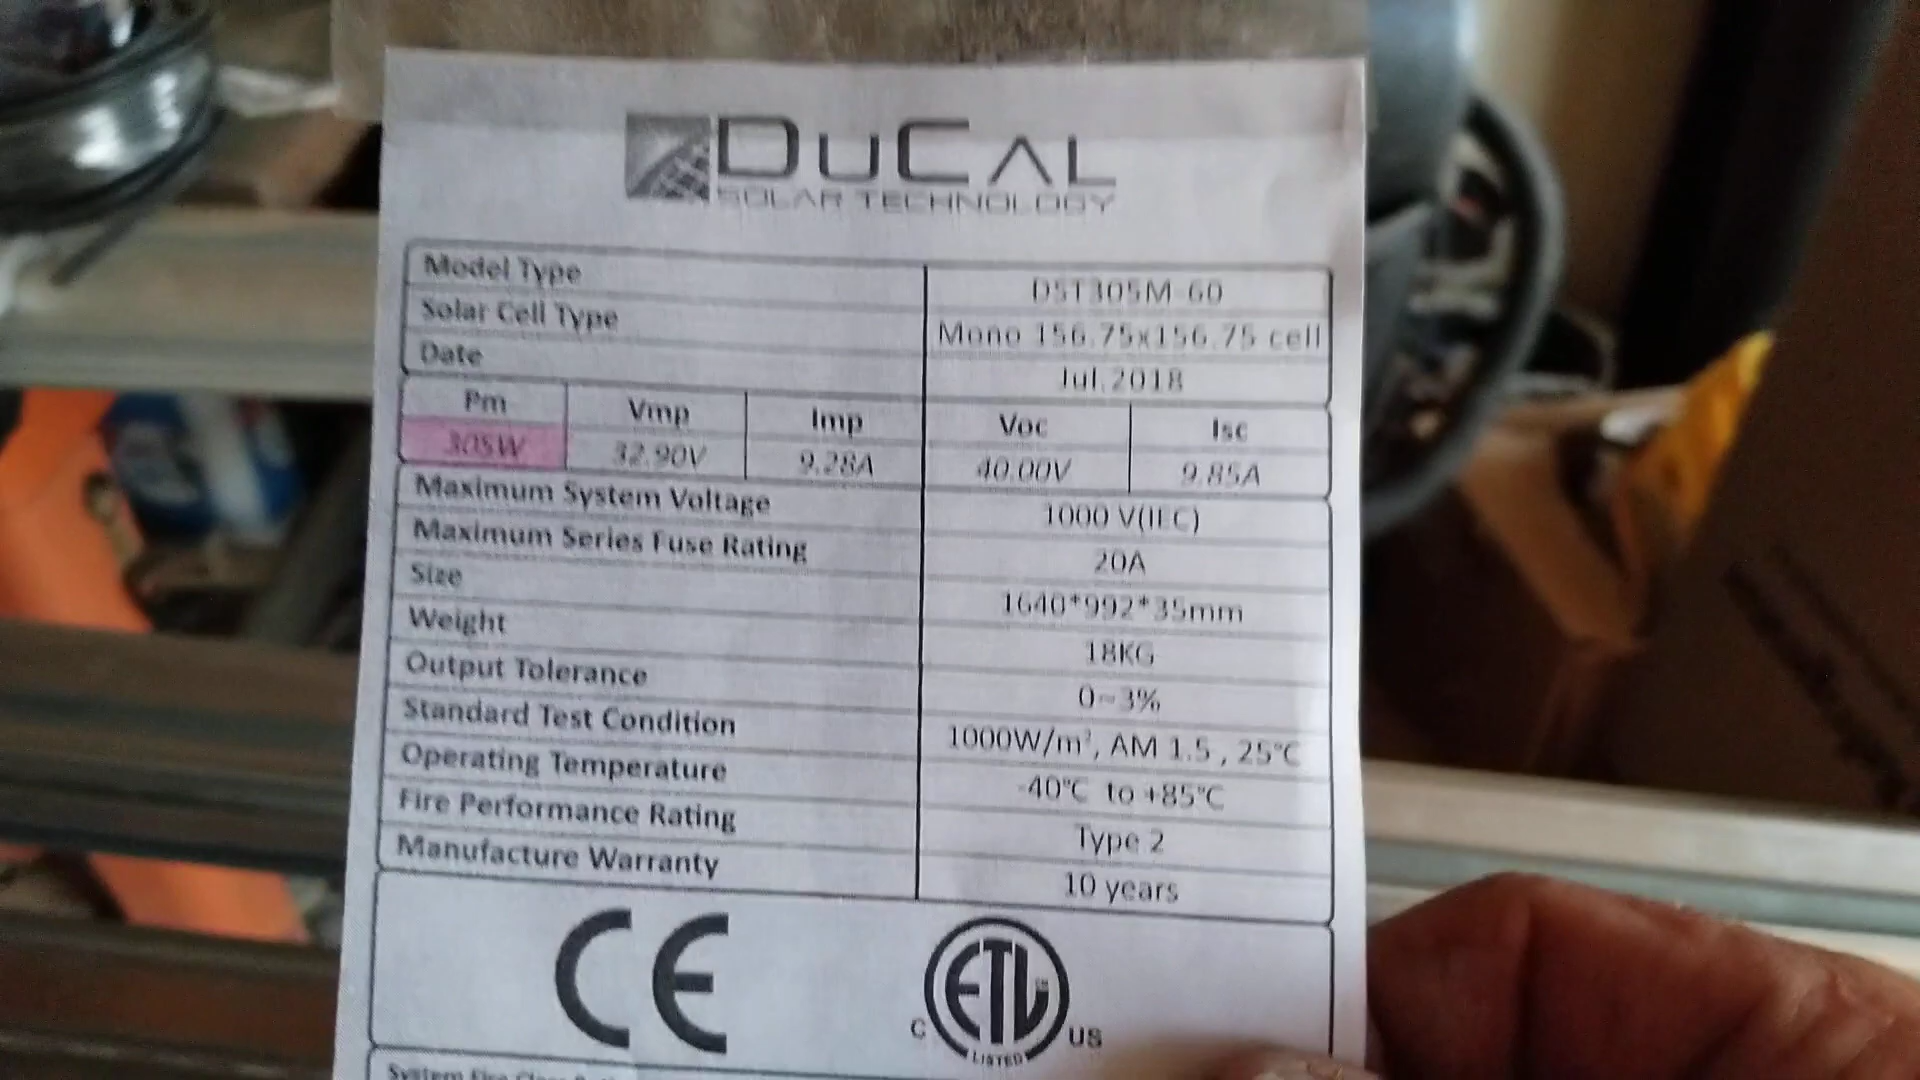 DUCAL
SOLAR TECHNOLOGY
Model Type DST305M-60
Solar Cell Type Mono 156.75x156.75 cell
Date Jul.2018
Pm Vmp Imp Voc Isc
305W 32.90V 9.28A 40.00V 9.85A
Maximum System Voltage 1000 V(IEC)
Maximum Series Fuse Rating 20A
Size 1640*992*35mm
Weight 18KG
Output Tolerance 0~3%
Standard Test Condition 1000W/m², AM 1.5 , 25℃
Operating Temperature -40℃ to +85℃
Fire Performance Rating Type 2
Manufacture Warranty 10 years
CE
C ETL US
LISTED
System Fire Class